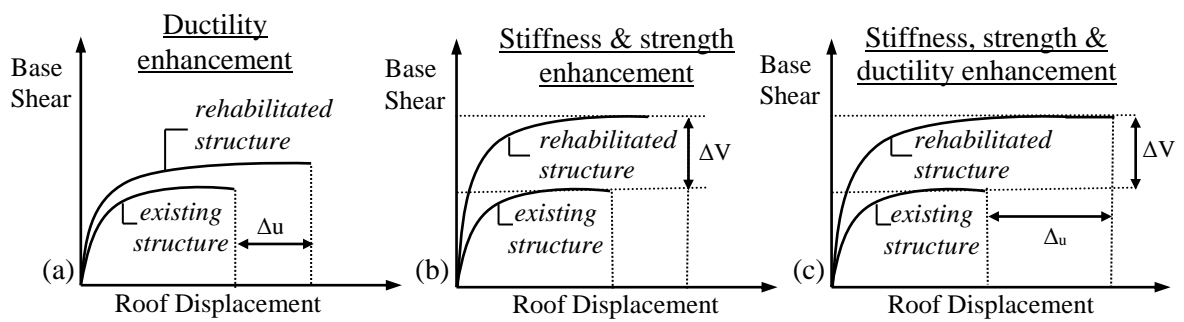 Ductility
enhancement
Base
Shear
rehabilitated
structure
existing
structure
Δu
(a)
Roof Displacement
Stiffness & strength
enhancement
Base
Shear
rehabilitated
structure
ΔV
existing
structure
(b)
Roof Displacement
Stiffness, strength &
ductility enhancement
Base
Shear
rehabilitated
structure
ΔV
existing
structure
Δu
(c)
Roof Displacement